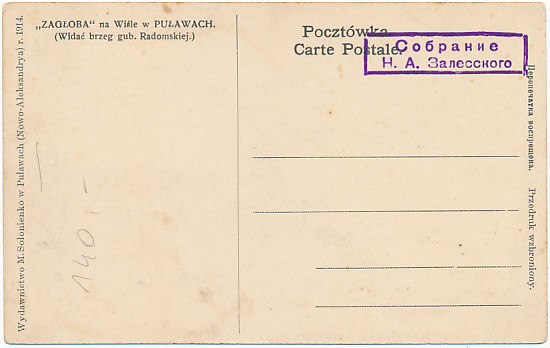 „ZAGŁOBA“ na Wiśle w PUŁAWACH.
(Widać brzeg gub. Radomskiej.)
Pocztówka.
Carte Postale.
Собрание
Н. А. Залесского
Wydawnictwo M. Sołonienko w Puławach (Nowo-Aleksandrya) r. 1914.
140.-
Перепечатка воспрещена. Przedruk wzbroniony.